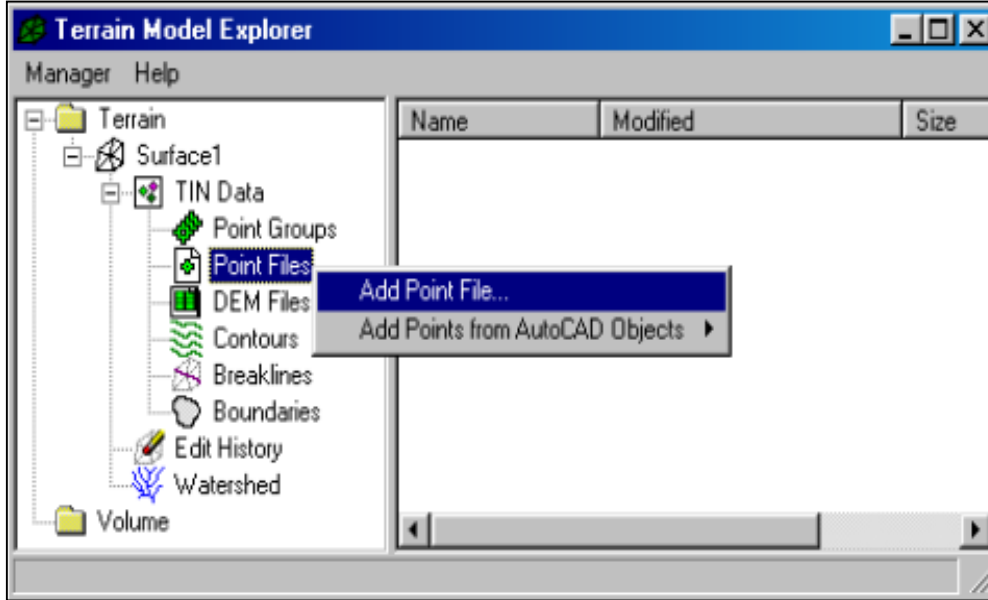 Terrain Model Explorer
Manager Help
Terrain
Surface1
TIN Data
Point Groups
Point Files
DEM Files
Contours
Breaklines
Boundaries
Edit History
Watershed
Volume
Name Modified Size
Add Point File...
Add Points from AutoCAD Objects